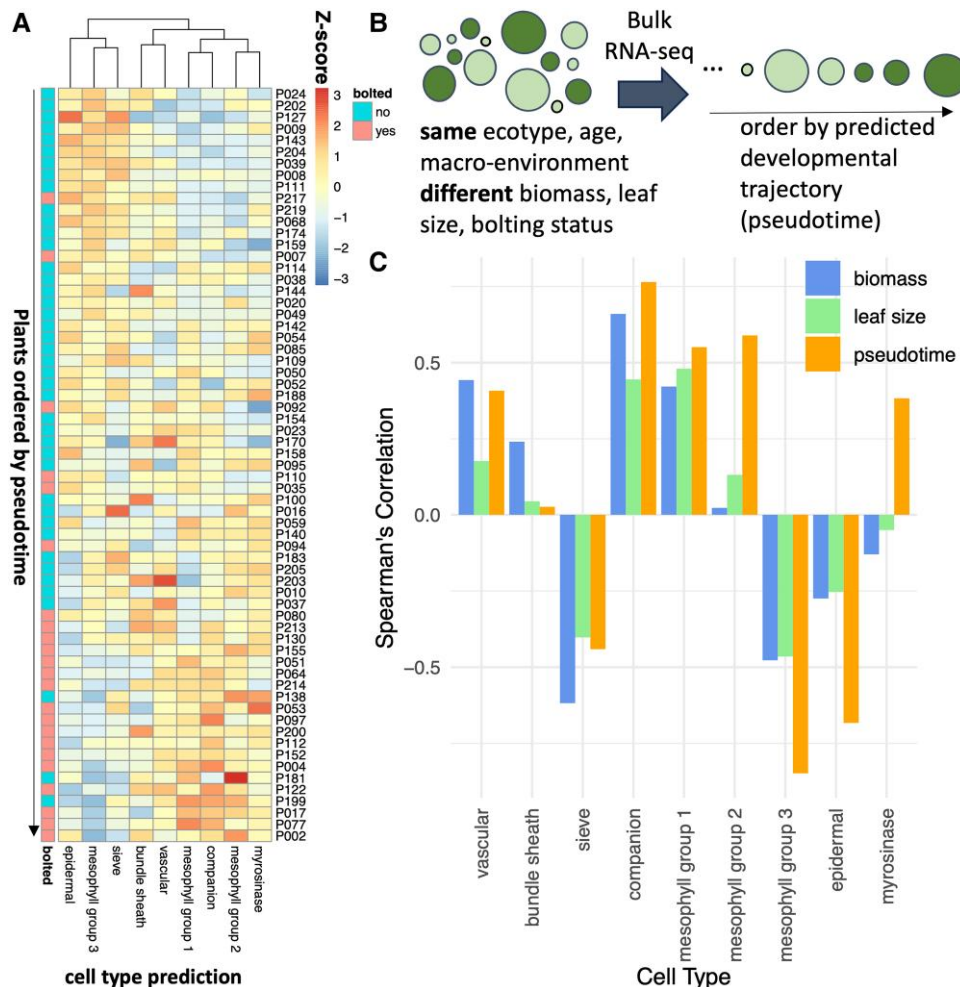 A
Z-score
3
2
1
0
−1
−2
−3
bolted
no
yes
Plants ordered by pseudotime
P024
P202
P127
P009
P143
P204
P039
P008
P111
P217
P219
P068
P174
P159
P007
P114
P038
P144
P020
P049
P142
P054
P085
P109
P050
P052
P188
P092
P154
P023
P170
P158
P095
P110
P035
P100
P016
P059
P140
P094
P183
P205
P203
P010
P037
P080
P213
P130
P155
P051
P064
P214
P138
P053
P097
P200
P112
P152
P004
P181
P122
P199
P017
P077
P002
bolted
epidermal
mesophyll group 3
sieve
bundle sheath
vascular
mesophyll group 1
companion
mesophyll group 2
myrosinase
cell type prediction
B
Bulk
RNA-seq
...
same ecotype, age,
macro-environment
different biomass, leaf
size, bolting status
order by predicted
developmental
trajectory
(pseudotime)
C
biomass
leaf size
pseudotime
Spearman's Correlation
0.5
0.0
−0.5
vascular
bundle sheath
sieve
companion
mesophyll group 1
mesophyll group 2
mesophyll group 3
epidermal
myrosinase
Cell Type